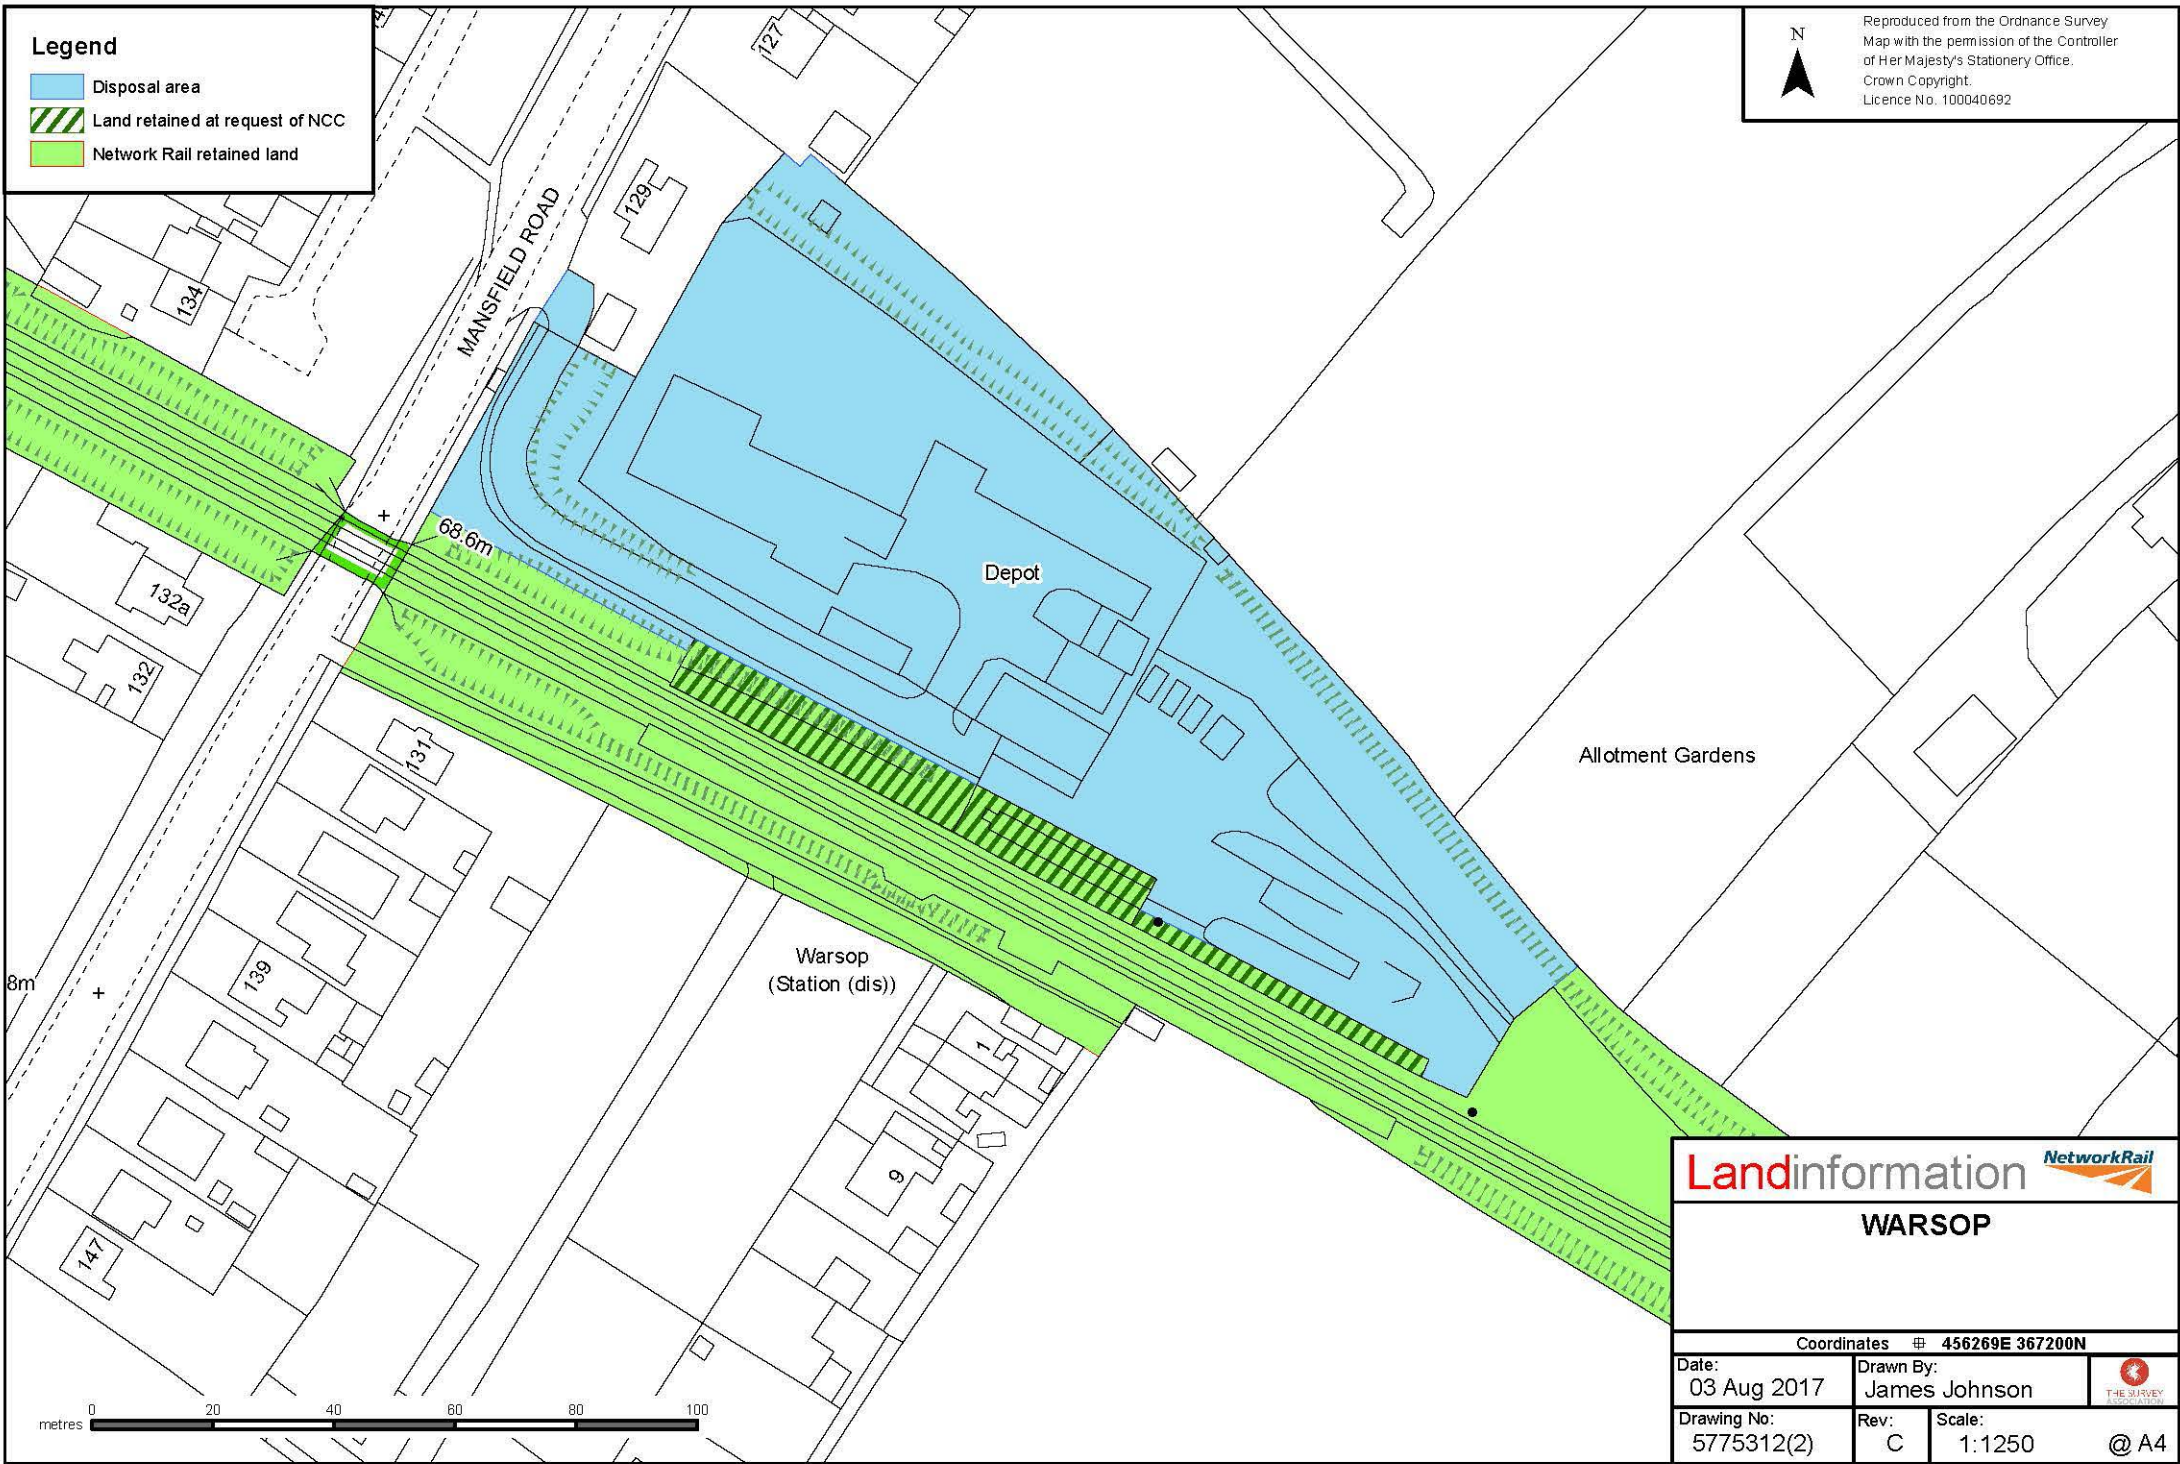 Legend
Disposal area
Land retained at request of NCC
Network Rail retained land
N
Reproduced from the Ordnance Survey
Map with the permission of the Controller
of Her Majesty's Stationery Office.
Crown Copyright.
Licence No. 100040692
127
129
134
MANSFIELD ROAD
68.6m
Depot
132a
132
131
Allotment Gardens
Warsop
(Station (dis))
139
8m
1
9
147
metres
0 20 40 60 80 100
Landinformation
NetworkRail
WARSOP
Coordinates 456269E 367200N
Date:
03 Aug 2017
Drawn By:
James Johnson
THE SURVEY
ASSOCIATION
Drawing No:
5775312(2)
Rev:
C
Scale:
1:1250 @ A4